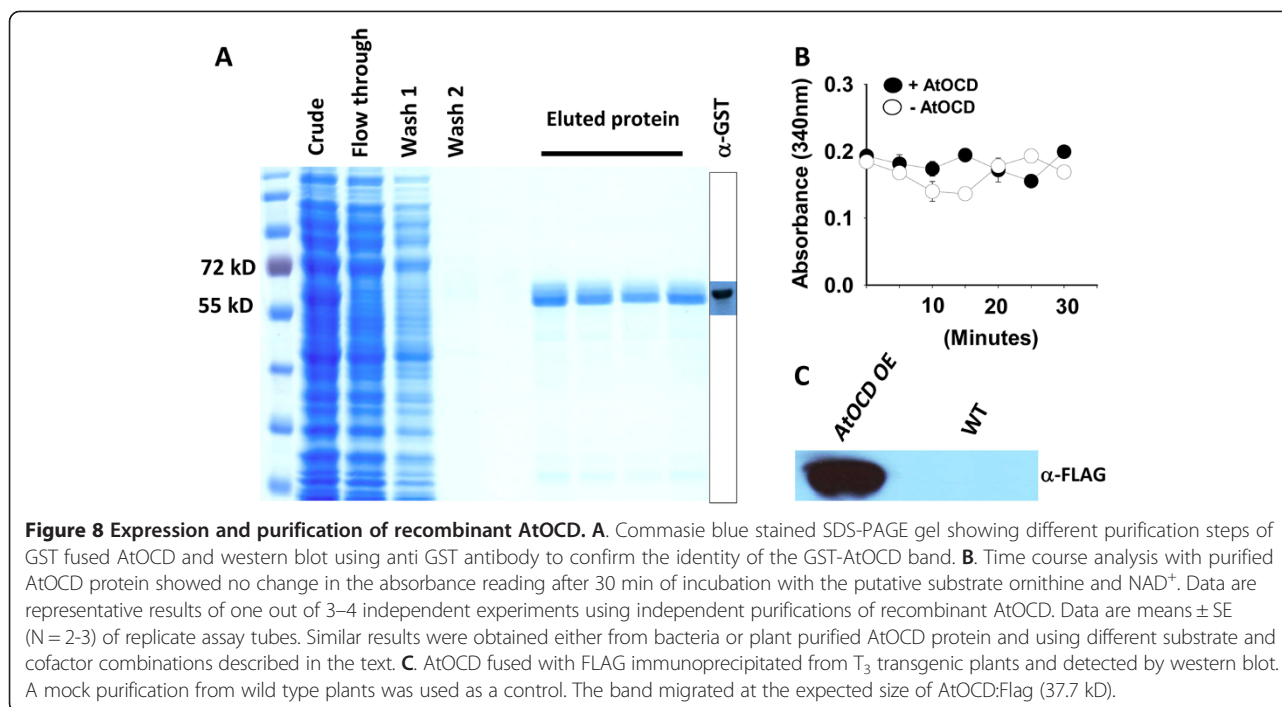 A
Crude
Flow through
Wash 1
Wash 2
Eluted protein
α-GST
72 kD
55 kD
B
+ AtOCD
- AtOCD
Absorbance (340nm)
0.3
0.2
0.1
0.0
10 20 30
(Minutes)
C
AtOCD OE
WT
α-FLAG
Figure 8 Expression and purification of recombinant AtOCD. A. Commasie blue stained SDS-PAGE gel showing different purification steps of
GST fused AtOCD and western blot using anti GST antibody to confirm the identity of the GST-AtOCD band. B. Time course analysis with purified
AtOCD protein showed no change in the absorbance reading after 30 min of incubation with the putative substrate ornithine and NAD⁺. Data are
representative results of one out of 3–4 independent experiments using independent purifications of recombinant AtOCD. Data are means ± SE
(N = 2-3) of replicate assay tubes. Similar results were obtained either from bacteria or plant purified AtOCD protein and using different substrate and
cofactor combinations described in the text. C. AtOCD fused with FLAG immunoprecipitated from T₃ transgenic plants and detected by western blot.
A mock purification from wild type plants was used as a control. The band migrated at the expected size of AtOCD:Flag (37.7 kD).